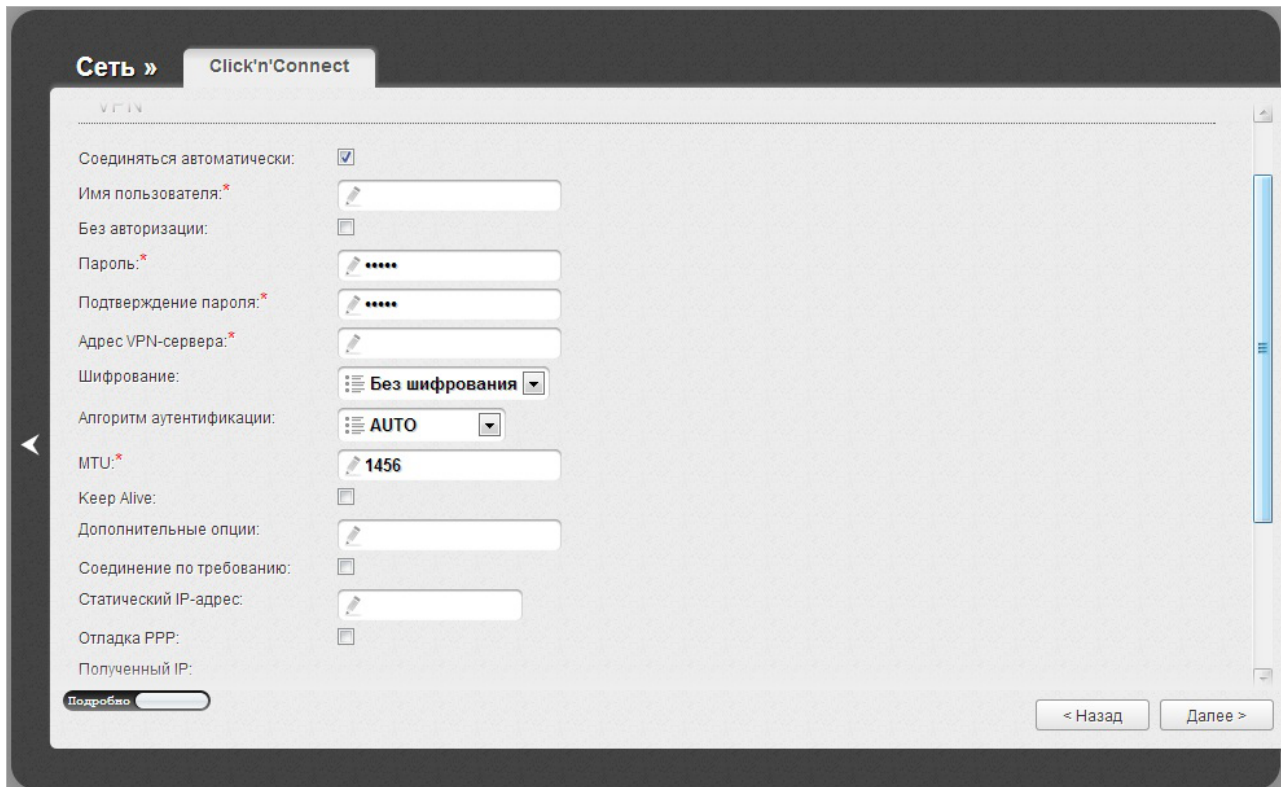 Сеть »
Click'n'Connect
VPN
Соединяться автоматически:
Имя пользователя:*
Без авторизации:
Пароль:* •••••
Подтверждение пароля:* •••••
Адрес VPN-сервера:*
Шифрование: Без шифрования
Алгоритм аутентификации: AUTO
MTU:* 1456
Keep Alive:
Дополнительные опции:
Соединение по требованию:
Статический IP-адрес:
Отладка PPP:
Полученный IP:
Подробно
< Назад
Далее >